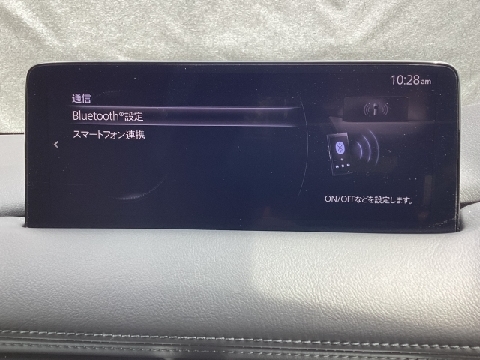 10:28am
通信
Bluetooth®設定
スマートフォン連携
ON/OFFなどを設定します。